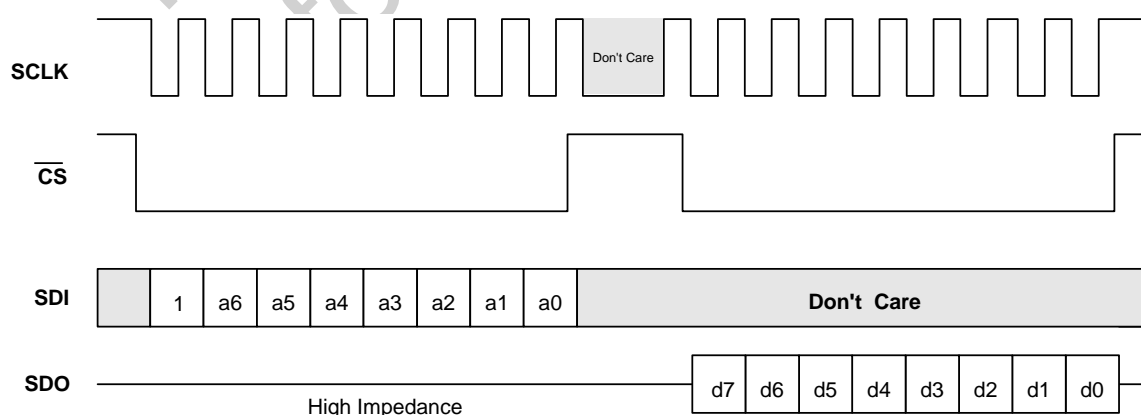 SCLK
Don't Care
CS
SDI
1 a6 a5 a4 a3 a2 a1 a0
Don't Care
SDO
d7 d6 d5 d4 d3 d2 d1 d0
High Impedance